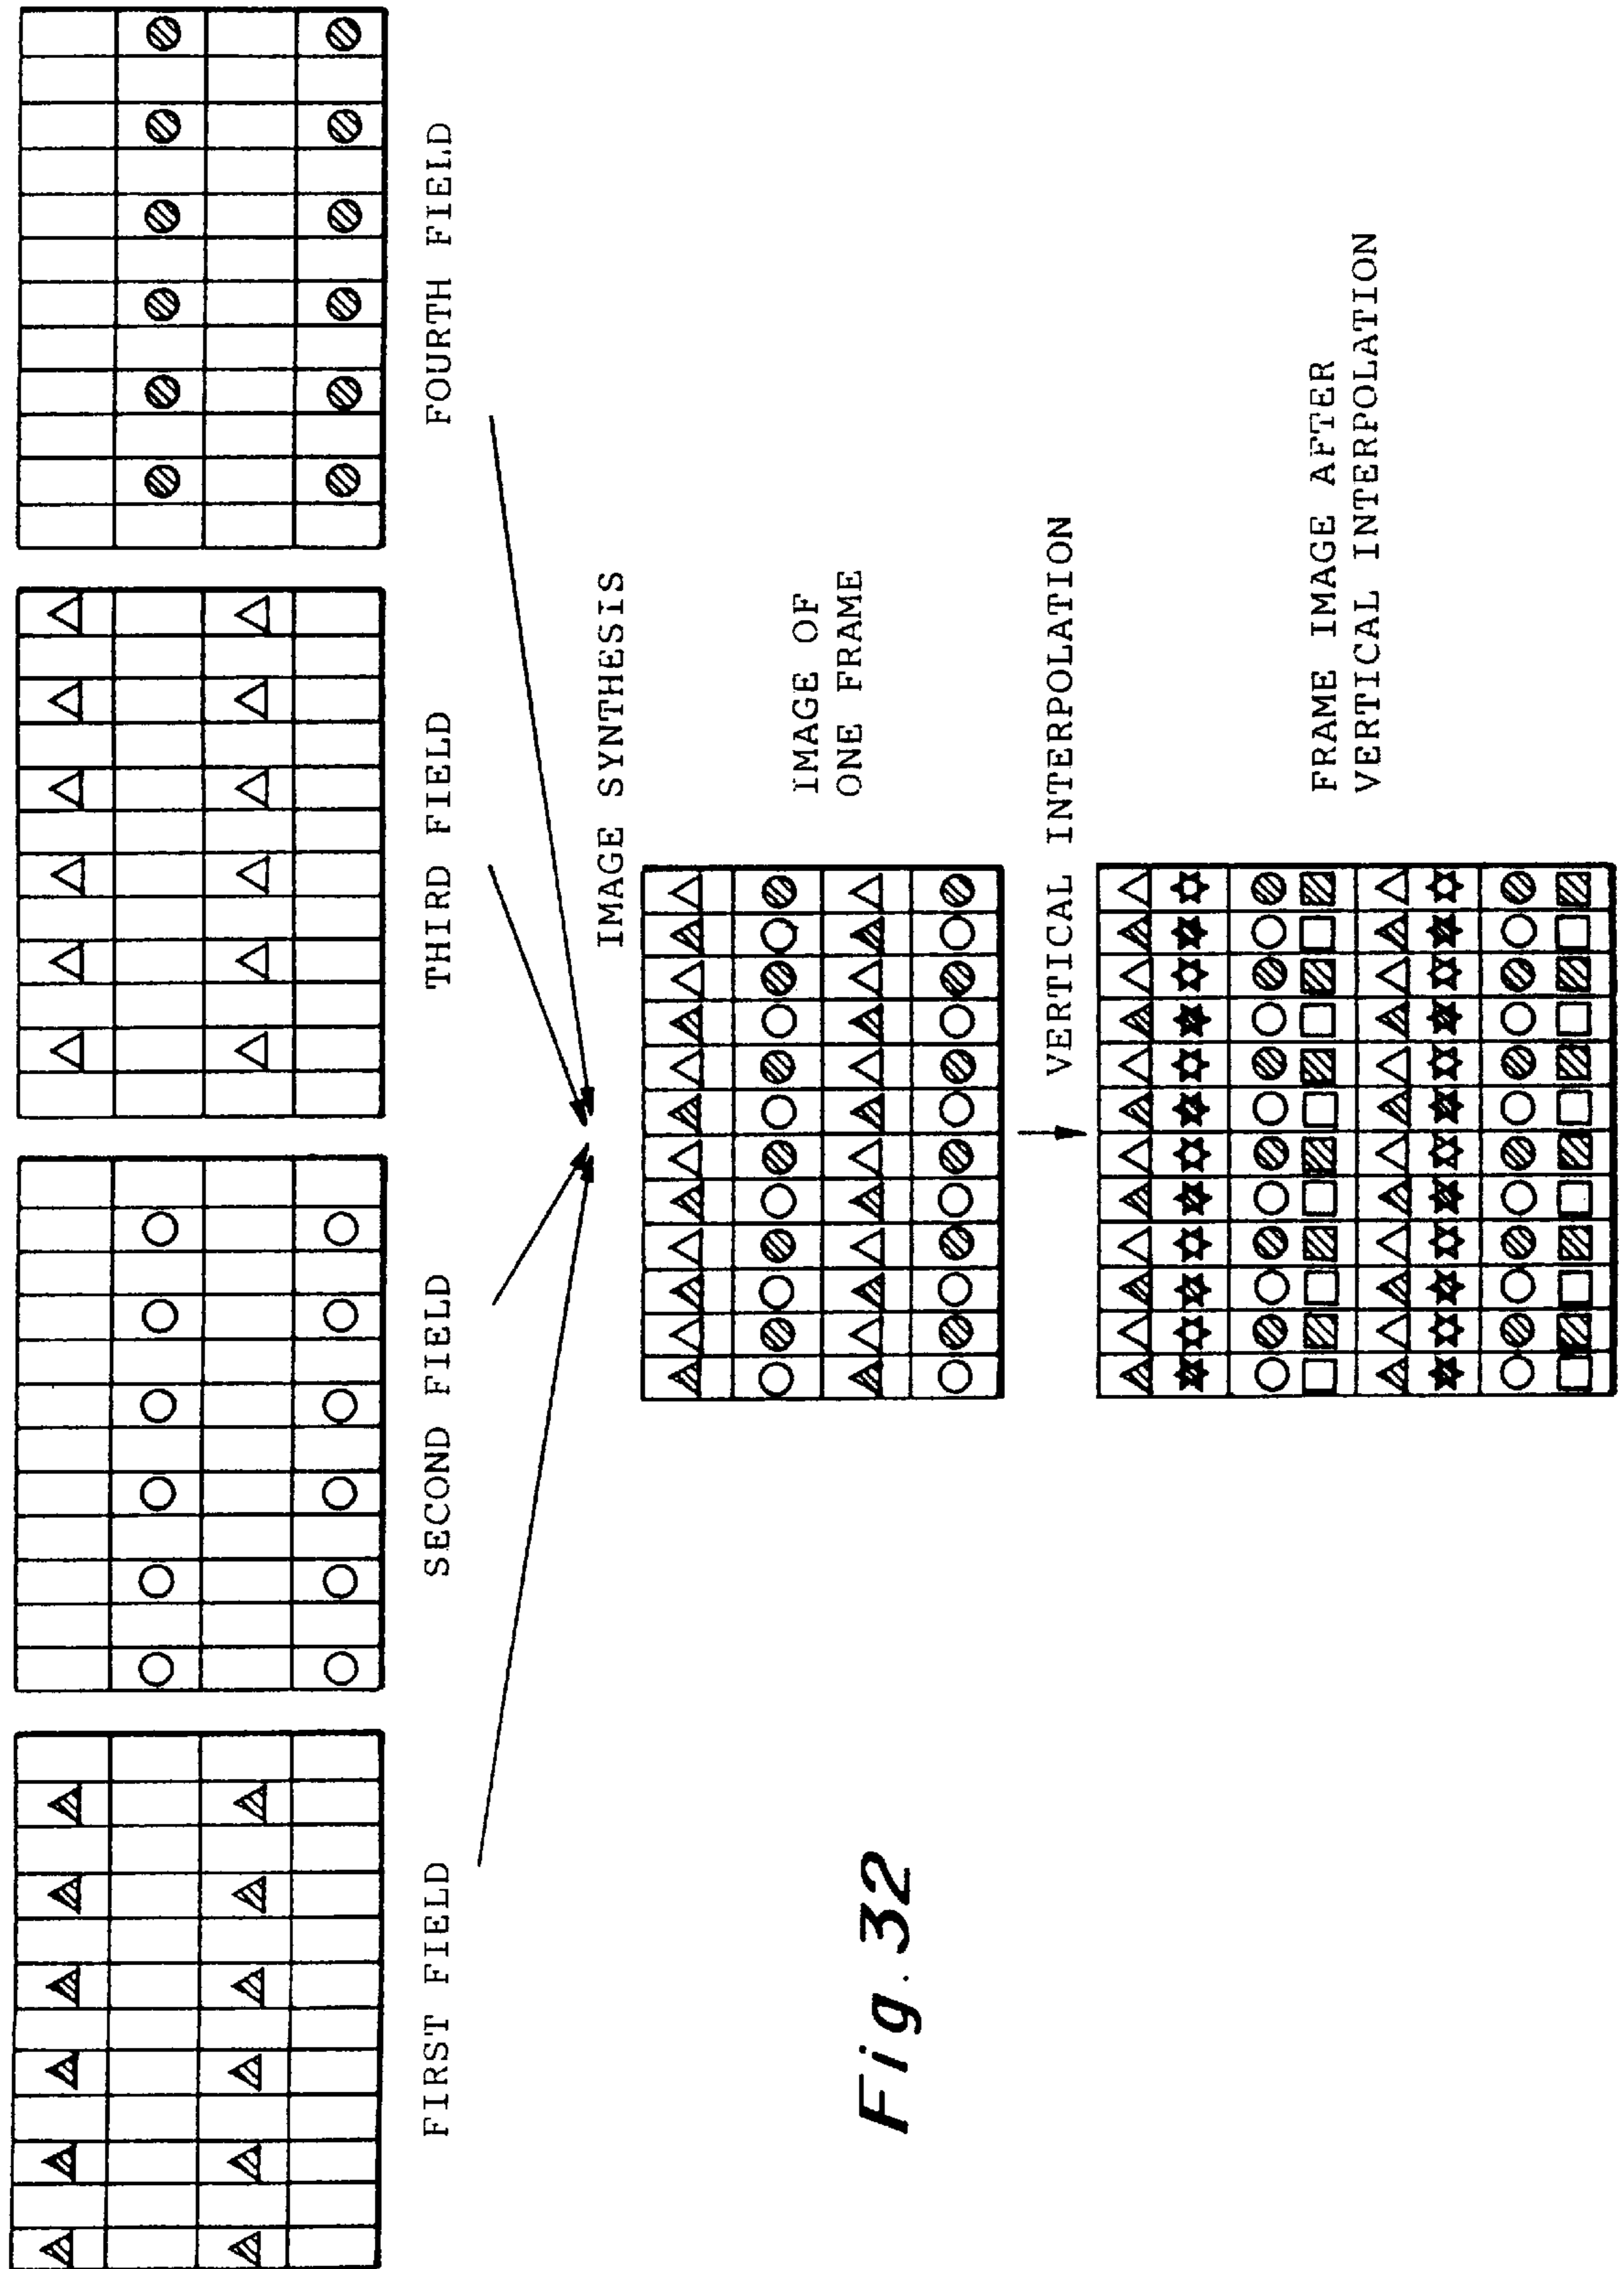 FIRST FIELD
SECOND FIELD
THIRD FIELD
FOURTH FIELD
IMAGE SYNTHESIS
IMAGE OF
ONE FRAME
VERTICAL INTERPOLATION
FRAME IMAGE AFTER
VERTICAL INTERPOLATION
Fig. 32